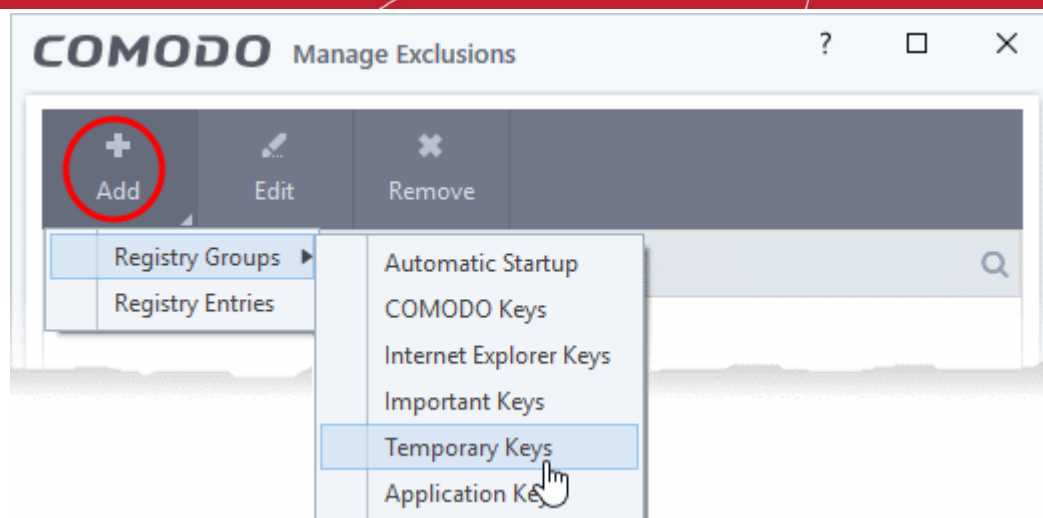 COMODO Manage Exclusions ?
Add Edit Remove
Registry Groups
Registry Entries
Automatic Startup
COMODO Keys
Internet Explorer Keys
Important Keys
Temporary Keys
Application